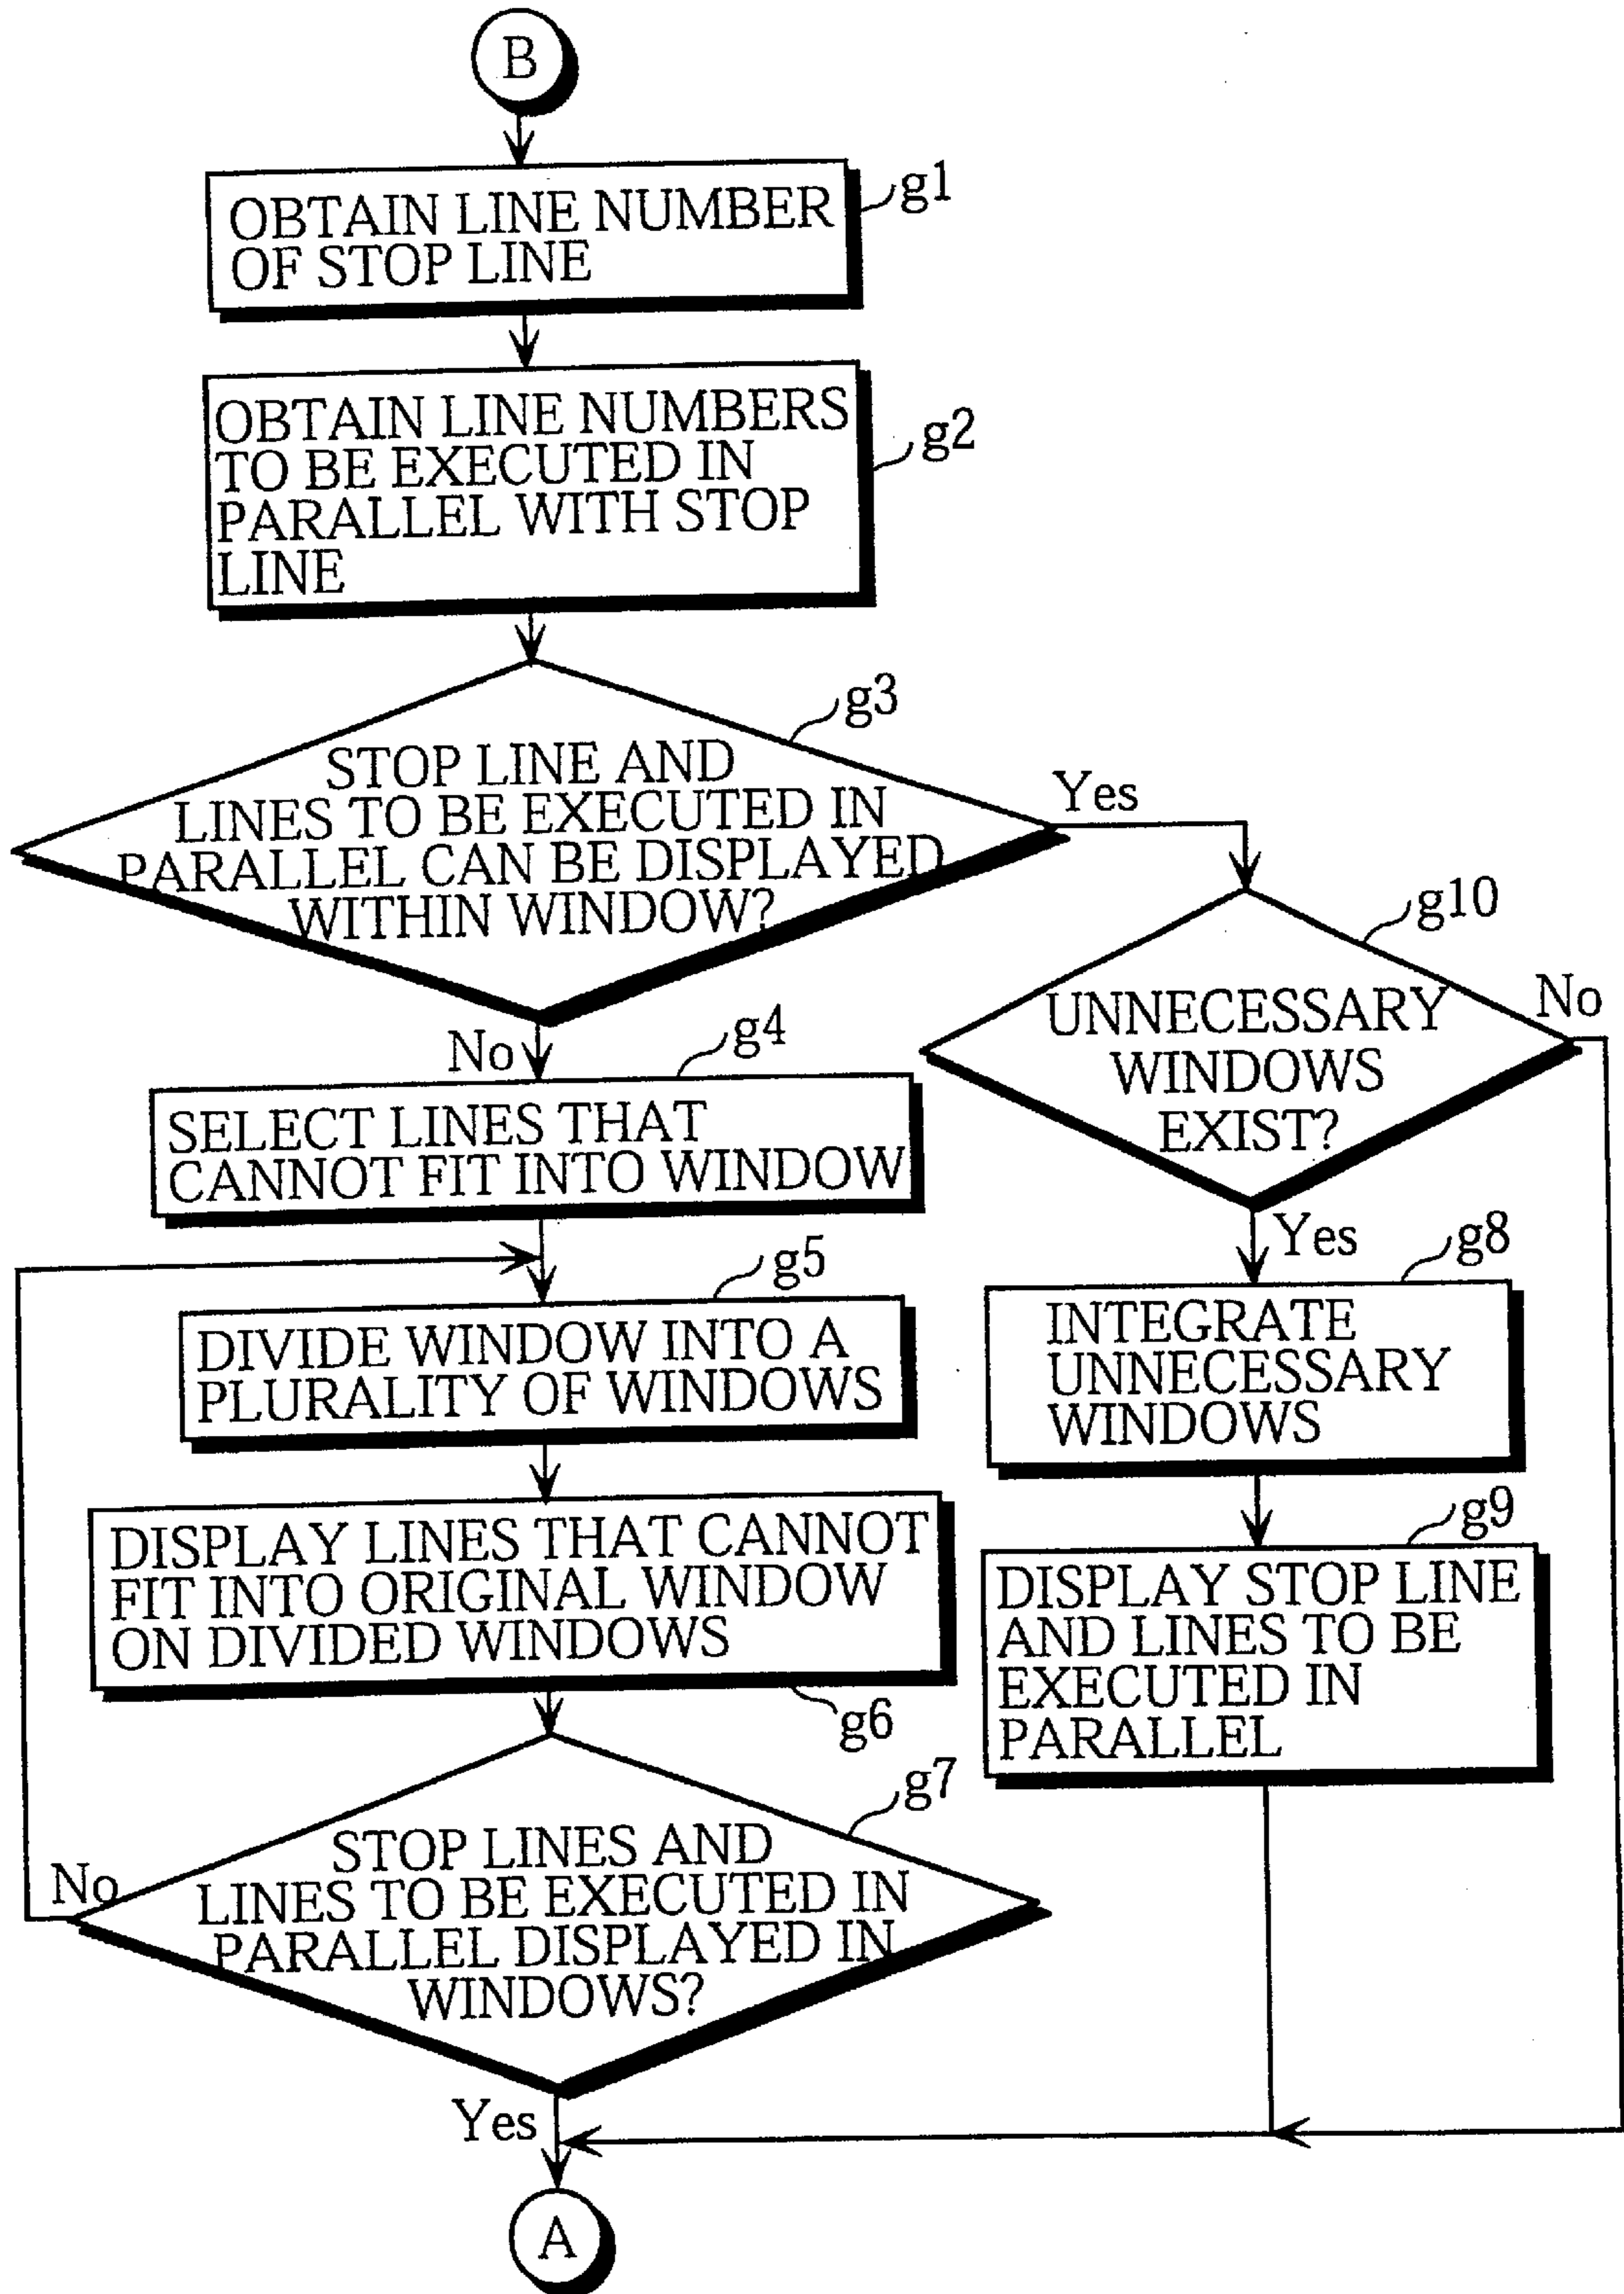 B
OBTAIN LINE NUMBER
OF STOP LINE
g1
OBTAIN LINE NUMBERS
TO BE EXECUTED IN
PARALLEL WITH STOP
LINE
g2
g3
STOP LINE AND
LINES TO BE EXECUTED IN
PARALLEL CAN BE DISPLAYED
WITHIN WINDOW?
Yes
No
g10
UNNECESSARY
WINDOWS
EXIST?
No
Yes
g4
SELECT LINES THAT
CANNOT FIT INTO WINDOW
g5
DIVIDE WINDOW INTO A
PLURALITY OF WINDOWS
g8
INTEGRATE
UNNECESSARY
WINDOWS
DISPLAY LINES THAT CANNOT
FIT INTO ORIGINAL WINDOW
ON DIVIDED WINDOWS
g6
g9
DISPLAY STOP LINE
AND LINES TO BE
EXECUTED IN
PARALLEL
g7
STOP LINES AND
LINES TO BE EXECUTED IN
PARALLEL DISPLAYED IN
WINDOWS?
No
Yes
A